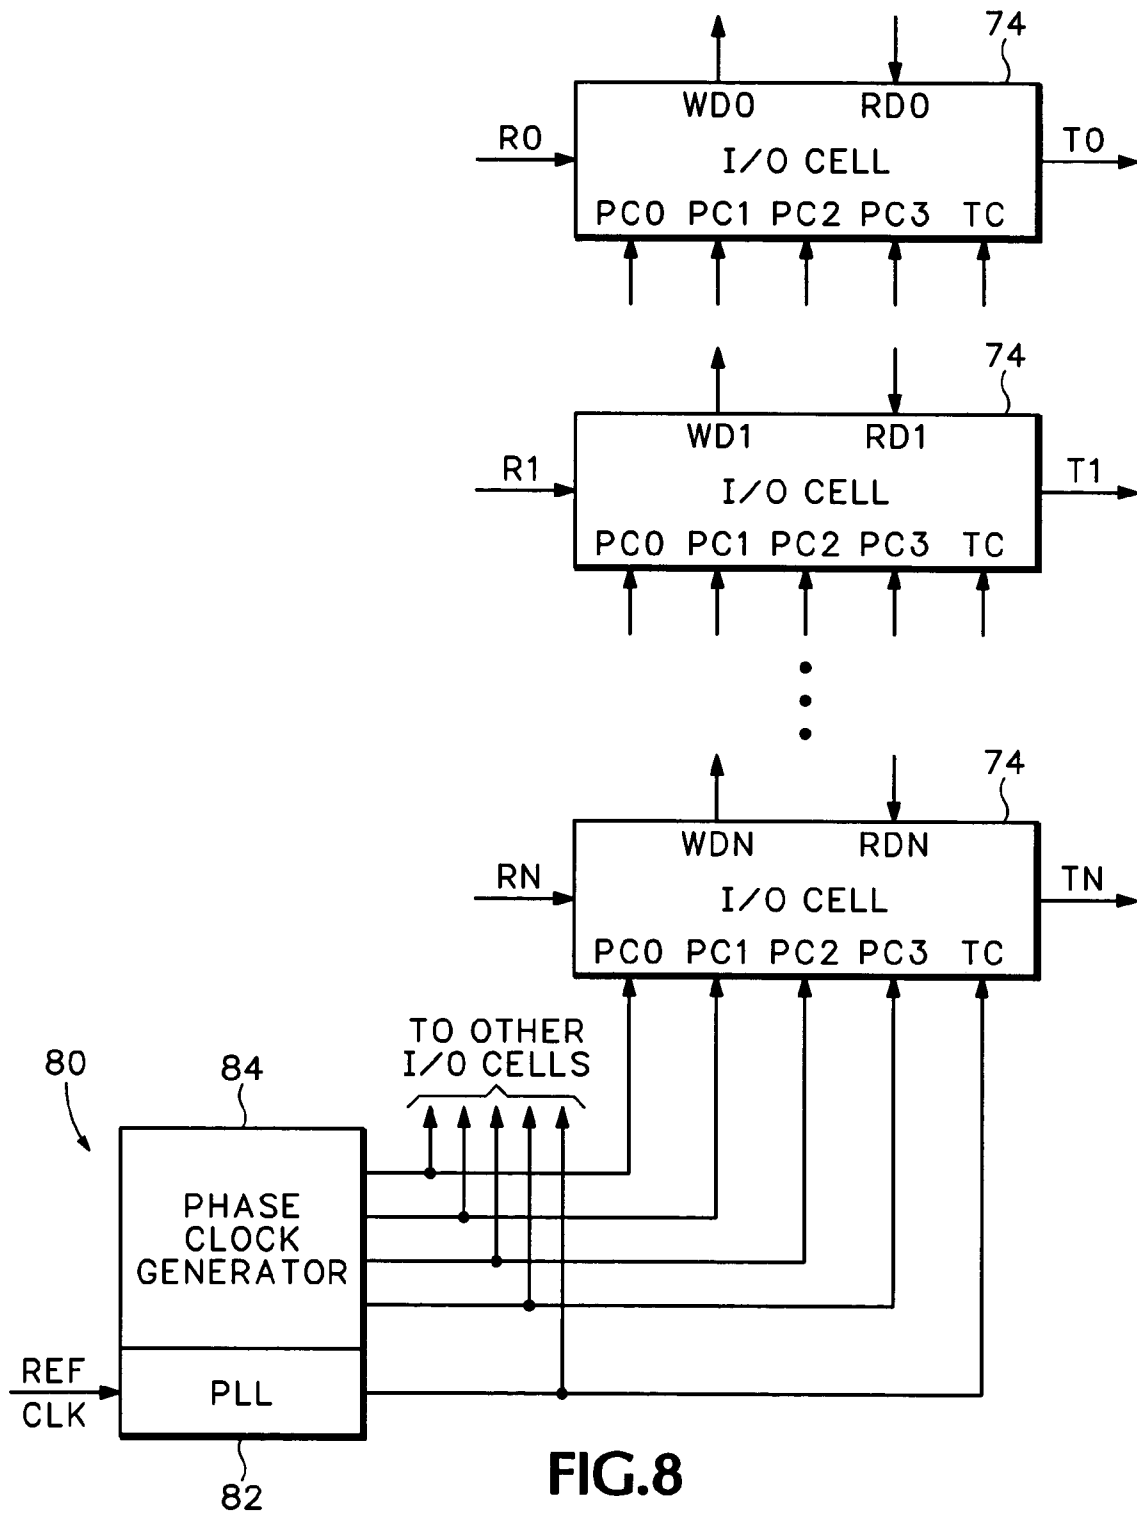 74
WD0 RD0
R0 I/O CELL T0
PC0 PC1 PC2 PC3 TC
74
WD1 RD1
R1 I/O CELL T1
PC0 PC1 PC2 PC3 TC
74
WDN RDN
RN I/O CELL TN
PC0 PC1 PC2 PC3 TC
TO OTHER
I/O CELLS
80
84
PHASE
CLOCK
GENERATOR
REF
CLK
PLL
82
FIG.8